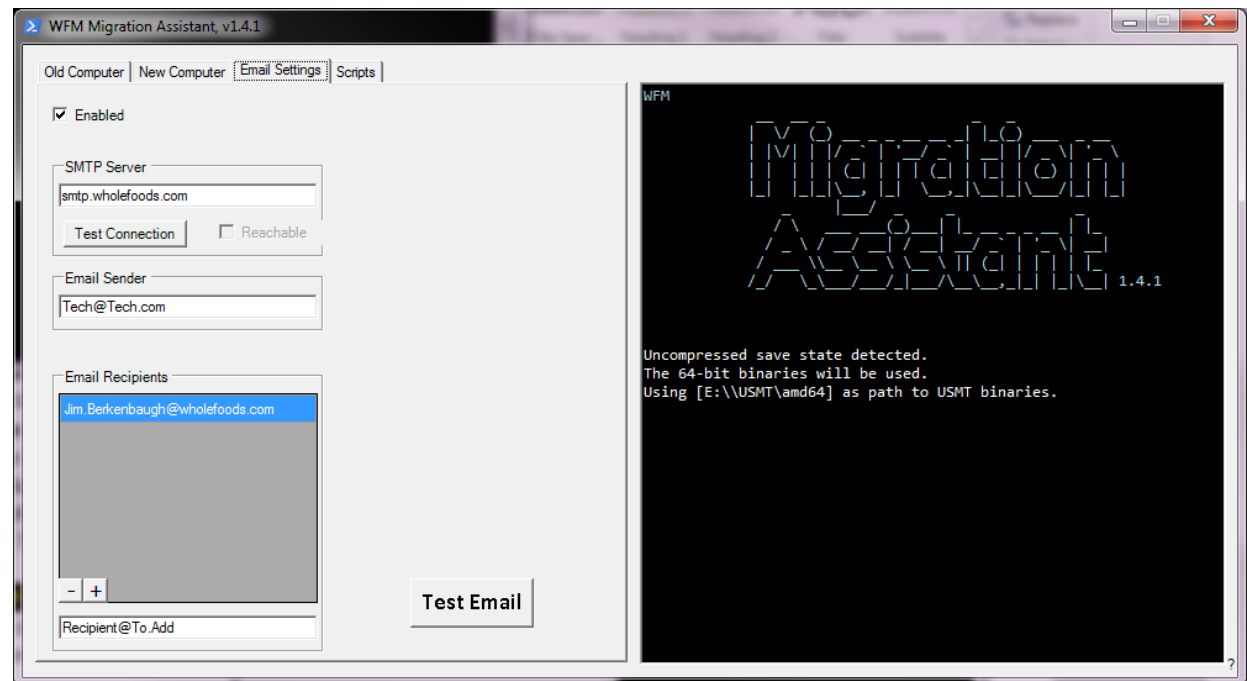 WFM Migration Assistant, v1.4.1
Old Computer
New Computer
Email Settings
Scripts
Enabled
SMTP Server
smtp.wholefoods.com
Test Connection
Reachable
Email Sender
Tech@Tech.com
Email Recipients
Jim.Berkenbaugh@wholefoods.com
- +
Recipient@To.Add
Test Email
WFM
Migration
Assistant 1.4.1
Uncompressed save state detected.
The 64-bit binaries will be used.
Using [E:\\USMT\amd64] as path to USMT binaries.
?